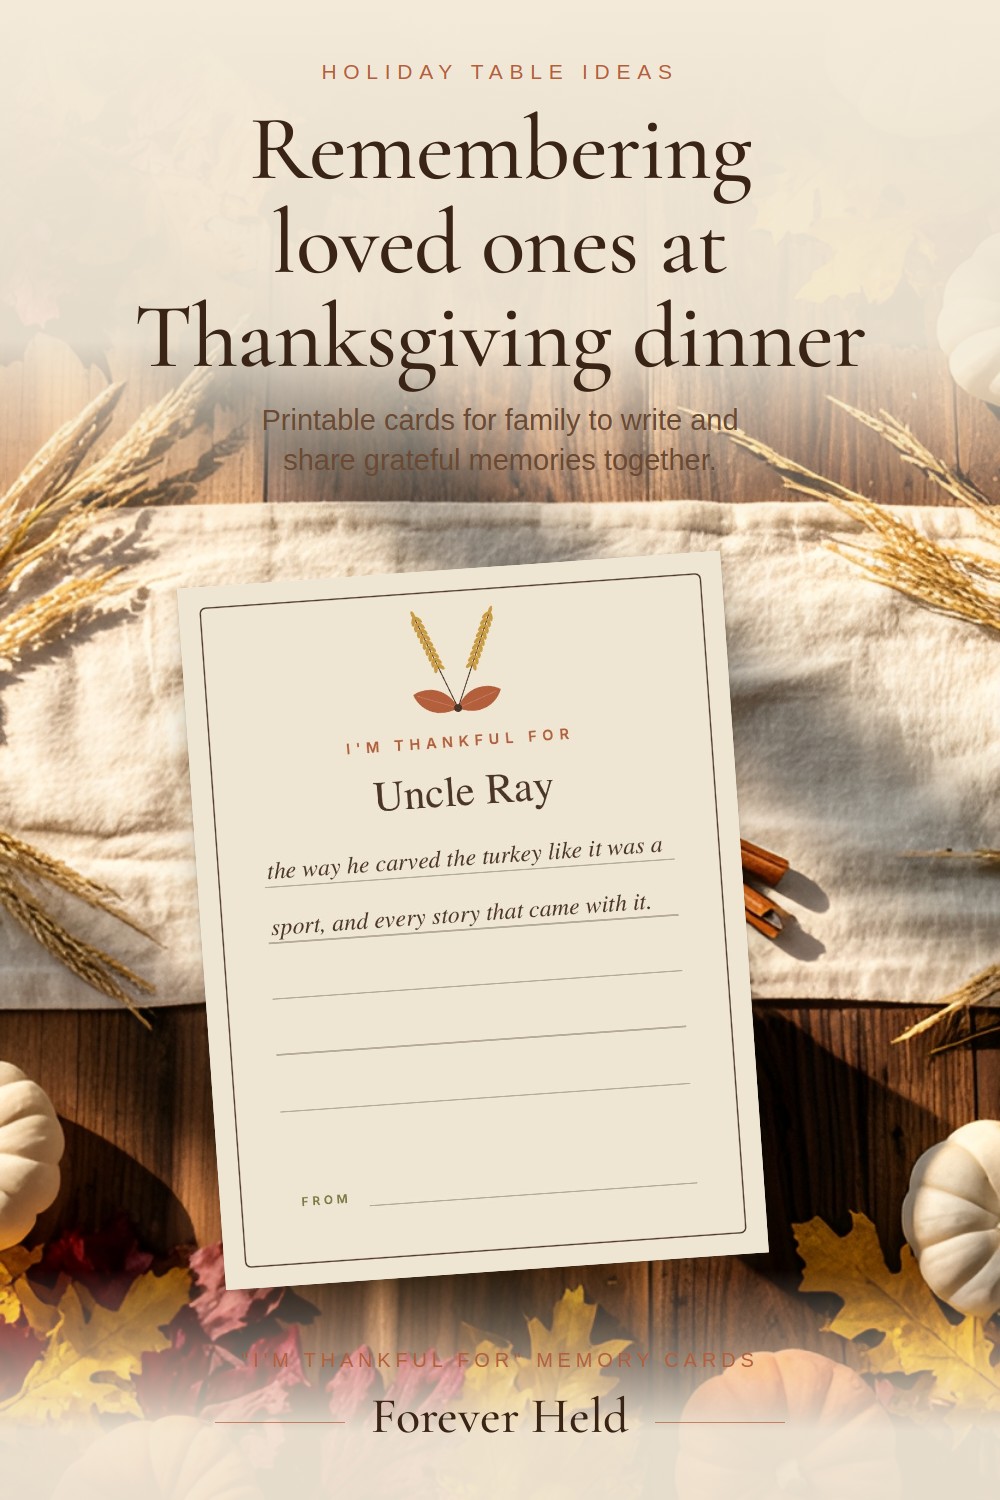 HOLIDAY TABLE IDEAS
Remembering
loved ones at
Thanksgiving dinner
Printable cards for family to write and
share grateful memories together.
I'M THANKFUL FOR
Uncle Ray
the way he carved the turkey like it was a
sport, and every story that came with it.
FROM
I'M THANKFUL FOR" MEMORY CARDS
Forever Held